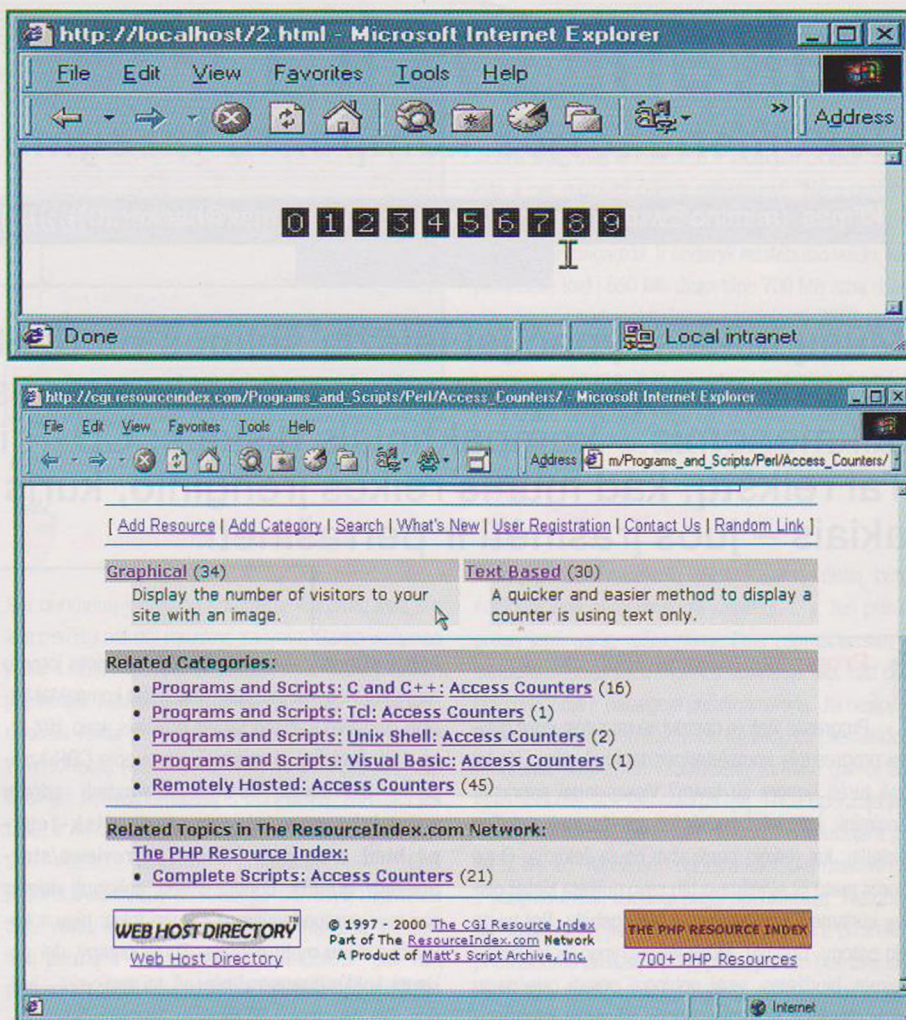 http://localhost/2.html - Microsoft Internet Explorer
File Edit View Favorites Tools Help
» Address
0 1 2 3 4 5 6 7 8 9
Done Local intranet
http://cgi.resourceindex.com/Programs_and_Scripts/Perl/Access_Counters/ - Microsoft Internet Explorer
File Edit View Favorites Tools Help
Address m/Programs_and_Scripts/Perl/Access_Counters/
[ Add Resource | Add Category | Search | What's New | User Registration | Contact Us | Random Link ]
Graphical (34) Text Based (30)
Display the number of visitors to your A quicker and easier method to display a
site with an image. counter is using text only.
Related Categories:
• Programs and Scripts: C and C++: Access Counters (16)
• Programs and Scripts: Tcl: Access Counters (1)
• Programs and Scripts: Unix Shell: Access Counters (2)
• Programs and Scripts: Visual Basic: Access Counters (1)
• Remotely Hosted: Access Counters (45)
Related Topics in The ResourceIndex.com Network:
The PHP Resource Index:
• Complete Scripts: Access Counters (21)
WEB HOST DIRECTORY™ © 1997 - 2000 The CGI Resource Index THE PHP RESOURCE INDEX
Part of The ResourceIndex.com Network
Web Host Directory A Product of Matt's Script Archive, Inc. 700+ PHP Resources
Internet